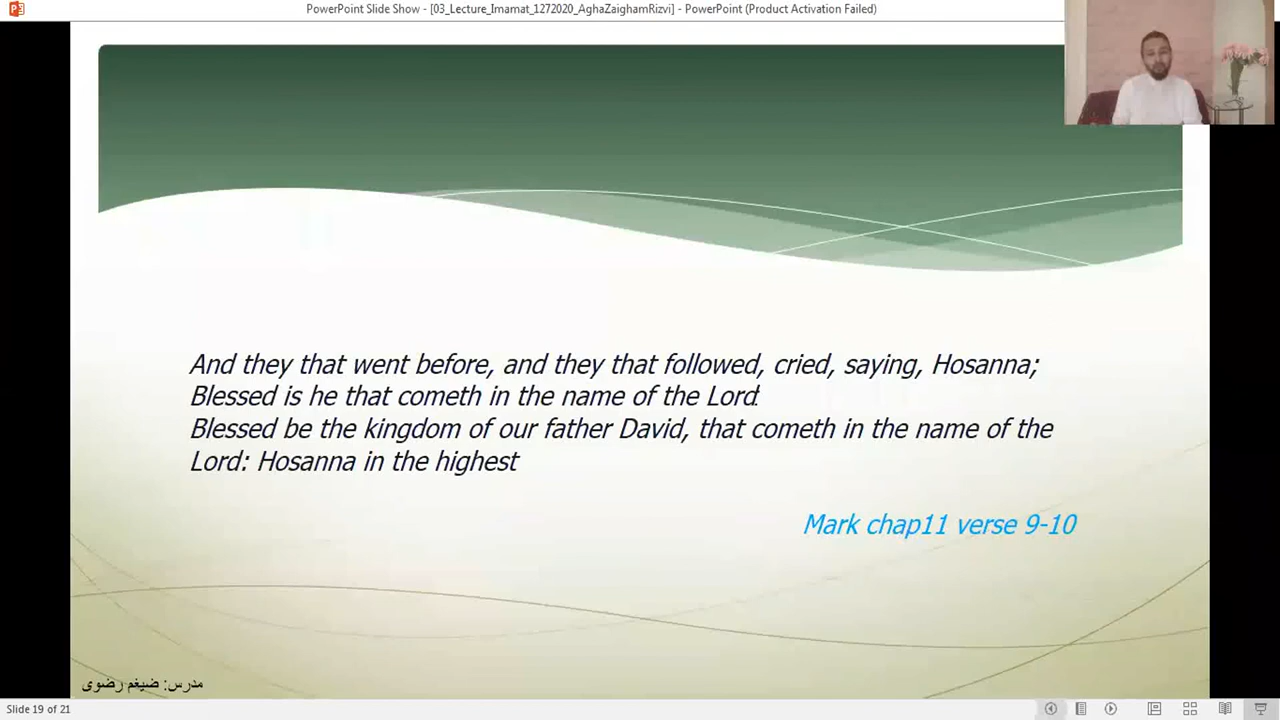 PowerPoint Slide Show - [03_Lecture_Imamat_1272020_AghaZaighamRizvi] - PowerPoint (Product Activation Failed)
And they that went before, and they that followed, cried, saying, Hosanna;
Blessed is he that cometh in the name of the Lord:
Blessed be the kingdom of our father David, that cometh in the name of the
Lord: Hosanna in the highest
Mark chap11 verse 9-10
مدرس: ضیغم رضوی
Slide 19 of 21